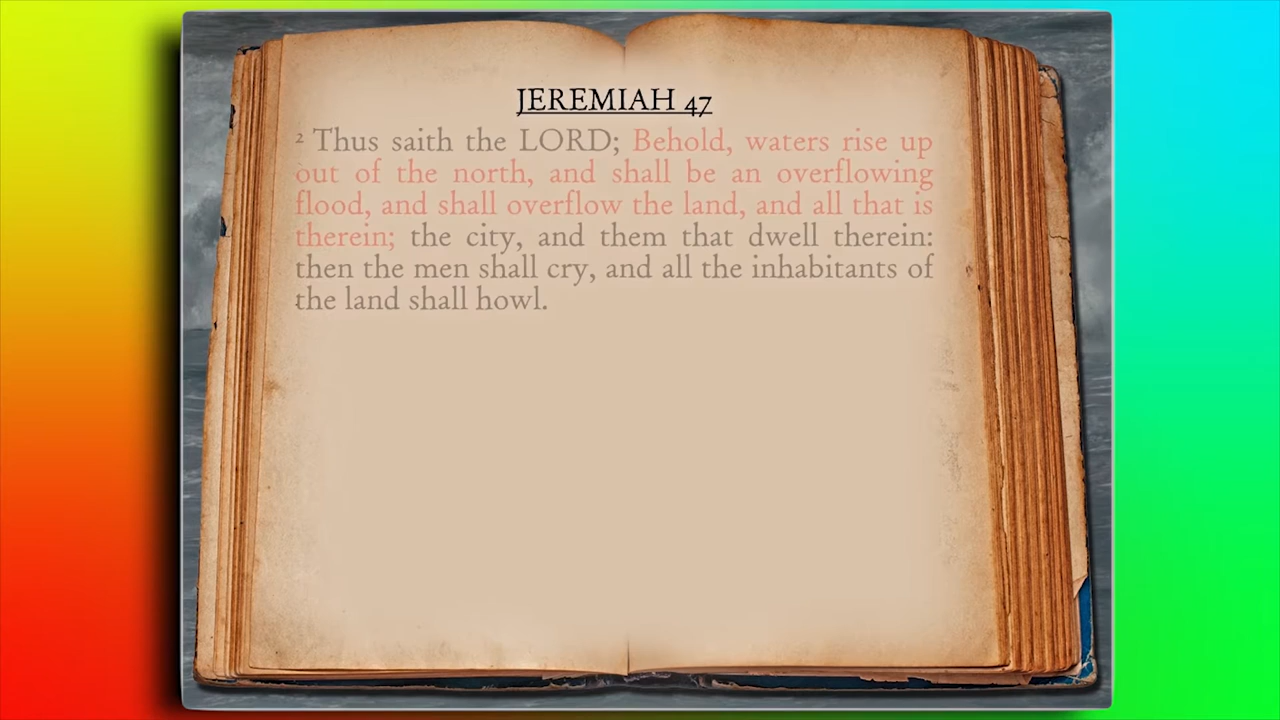 JEREMIAH 47
² Thus saith the LORD; Behold, waters rise up
out of the north, and shall be an overflowing
flood, and shall overflow the land, and all that is
therein; the city, and them that dwell therein:
then the men shall cry, and all the inhabitants of
the land shall howl.